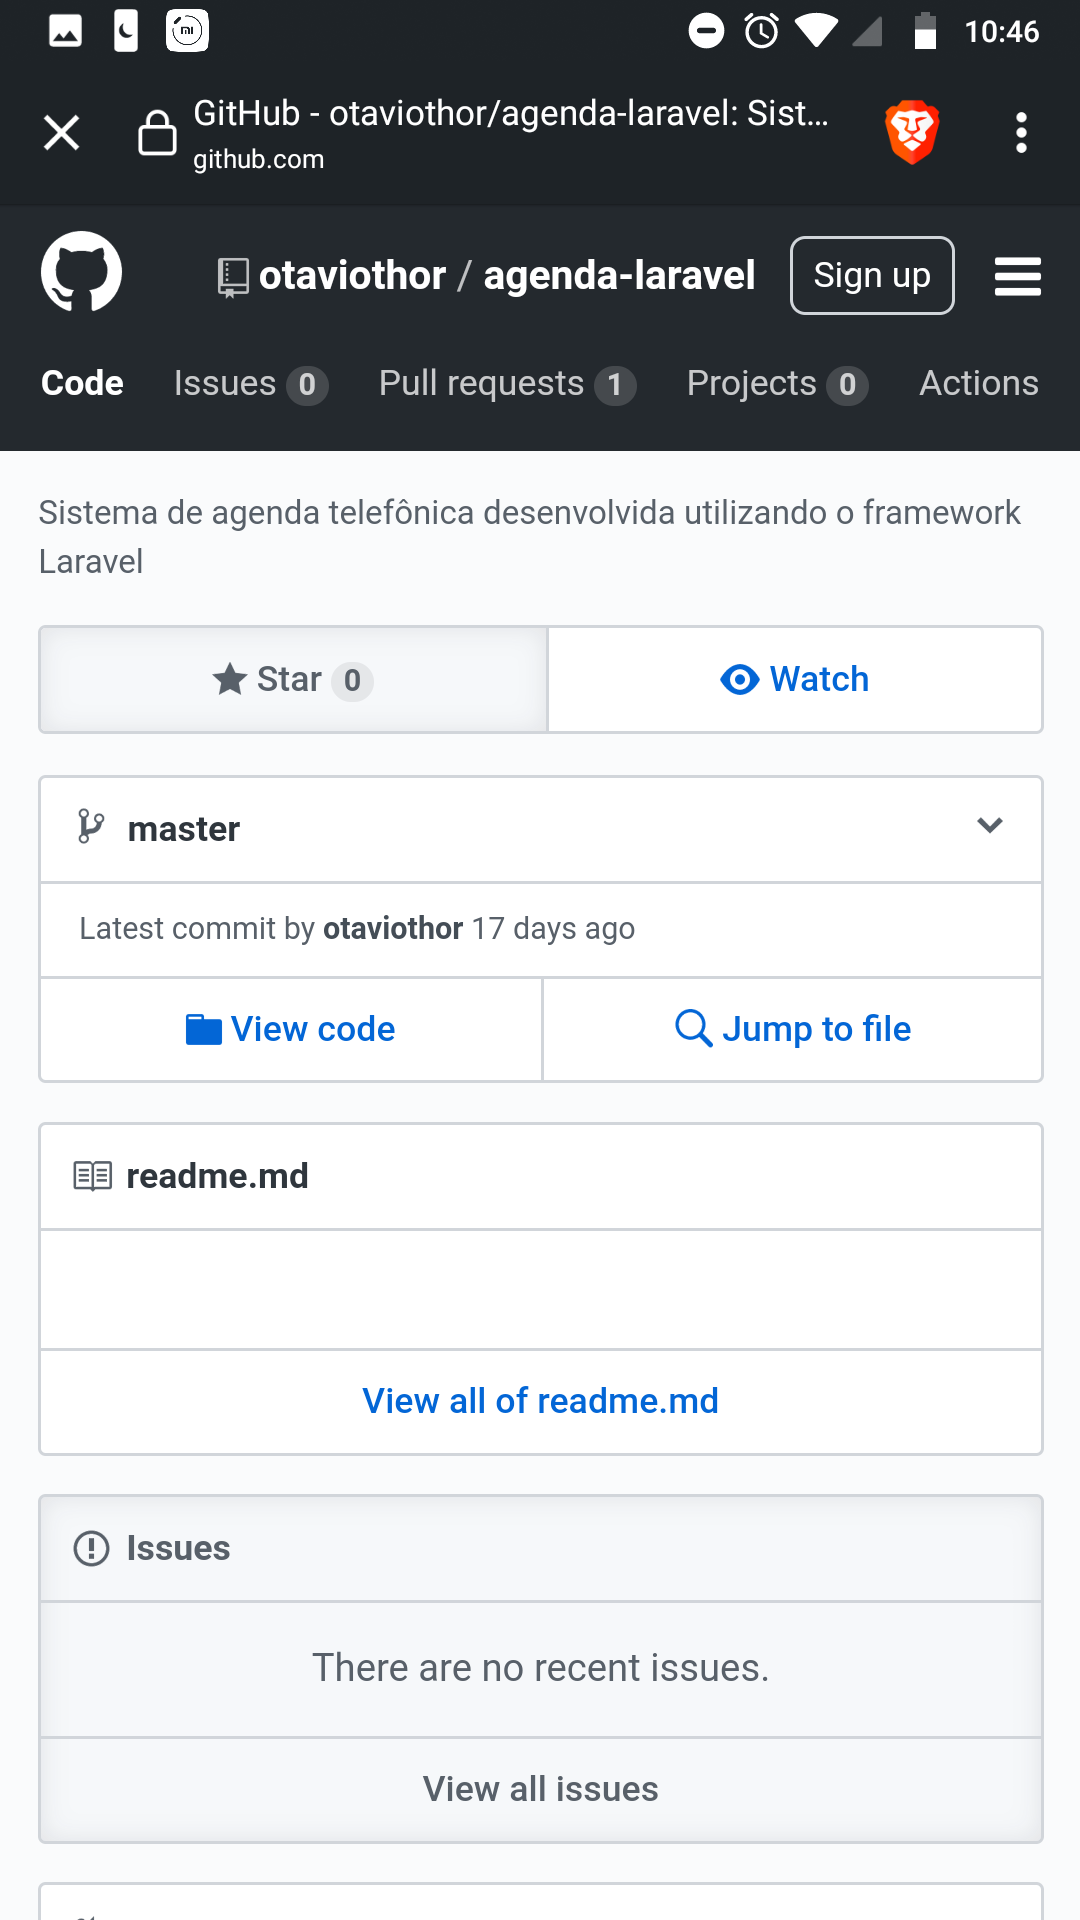 10:46
GitHub - otaviothor/agenda-laravel: Sist...
github.com
otaviothor / agenda-laravel
Sign up
Code Issues 0 Pull requests 1 Projects 0 Actions
Sistema de agenda telefônica desenvolvida utilizando o framework
Laravel
Star 0
Watch
master
Latest commit by otaviothor 17 days ago
View code
Jump to file
readme.md
View all of readme.md
Issues
There are no recent issues.
View all issues